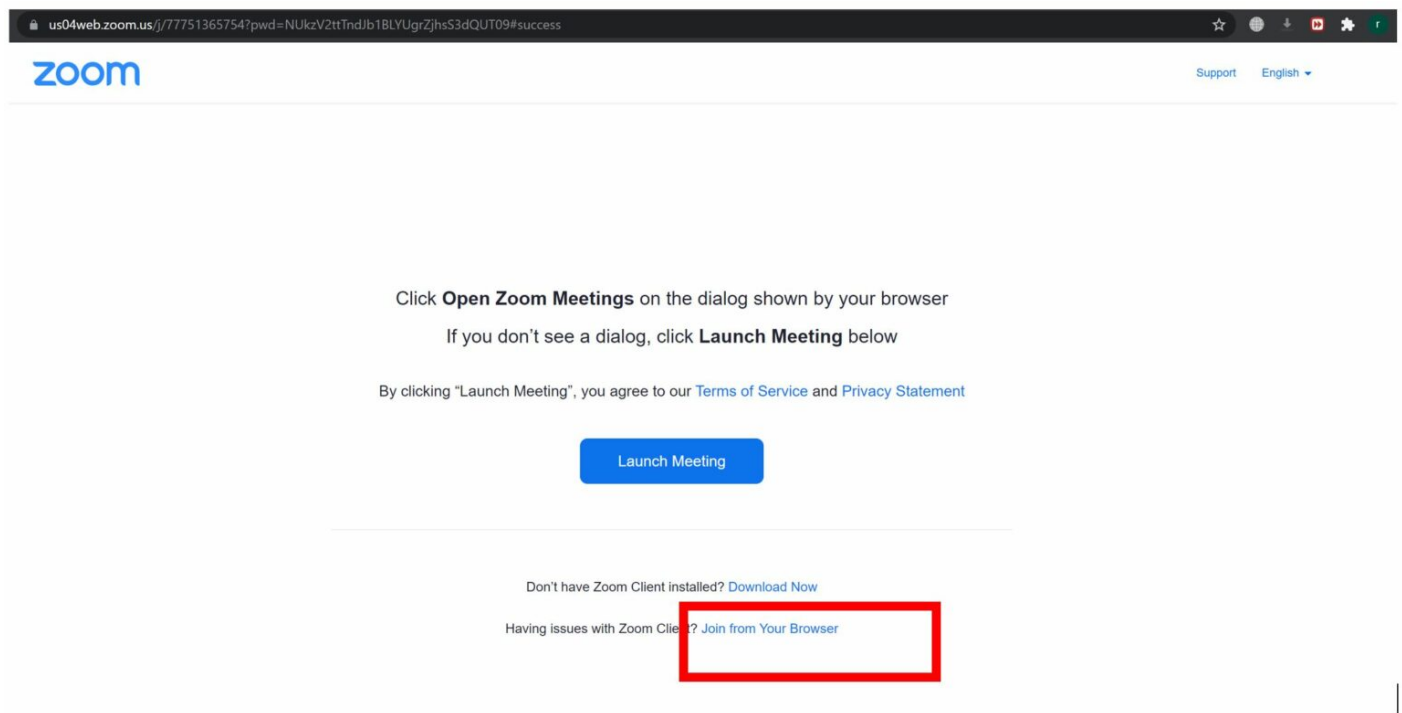 us04web.zoom.us/j/77751365754?pwd=NUkzV2ttTndJb1BLYUgrZjhsS3dQUT09#success
zoom
Support English
Click Open Zoom Meetings on the dialog shown by your browser
If you don’t see a dialog, click Launch Meeting below
By clicking “Launch Meeting”, you agree to our Terms of Service and Privacy Statement
Launch Meeting
Don’t have Zoom Client installed? Download Now
Having issues with Zoom Client? Join from Your Browser